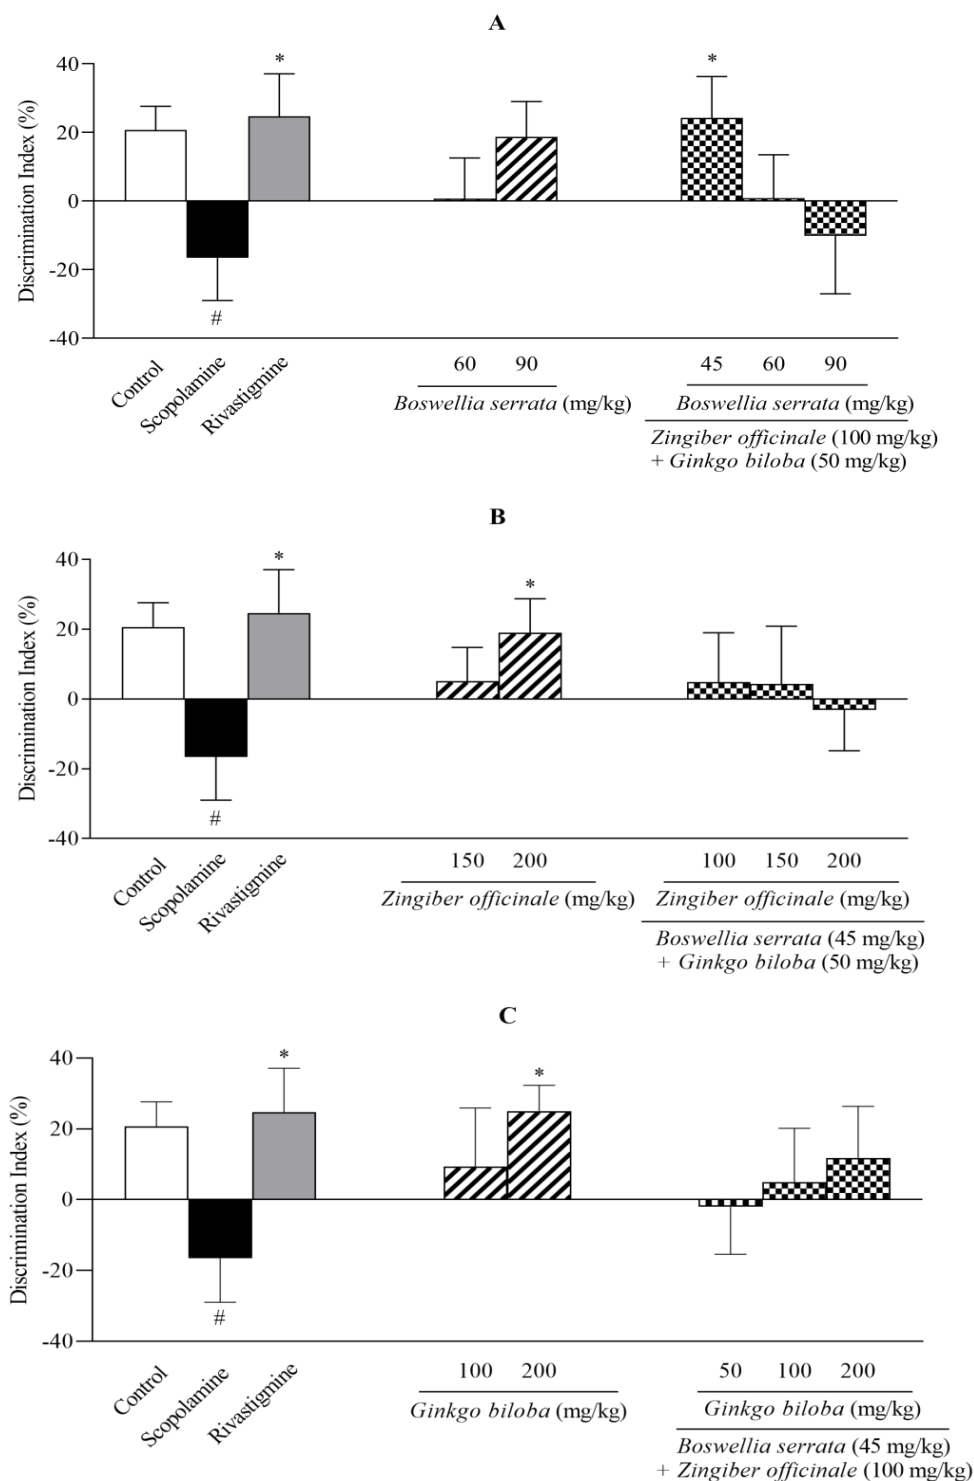 A
Discrimination Index (%)
40
20
0
-20
-40
*
#
*
Control
Scopolamine
Rivastigmine
60 90
Boswellia serrata (mg/kg)
45 60 90
Boswellia serrata (mg/kg)
Zingiber officinale (100 mg/kg)
+ Ginkgo biloba (50 mg/kg)
B
Discrimination Index (%)
40
20
0
-20
-40
*
#
*
Control
Scopolamine
Rivastigmine
150 200
Zingiber officinale (mg/kg)
100 150 200
Zingiber officinale (mg/kg)
Boswellia serrata (45 mg/kg)
+ Ginkgo biloba (50 mg/kg)
C
Discrimination Index (%)
40
20
0
-20
-40
*
#
*
Control
Scopolamine
Rivastigmine
100 200
Ginkgo biloba (mg/kg)
50 100 200
Ginkgo biloba (mg/kg)
Boswellia serrata (45 mg/kg)
+ Zingiber officinale (100 mg/kg)